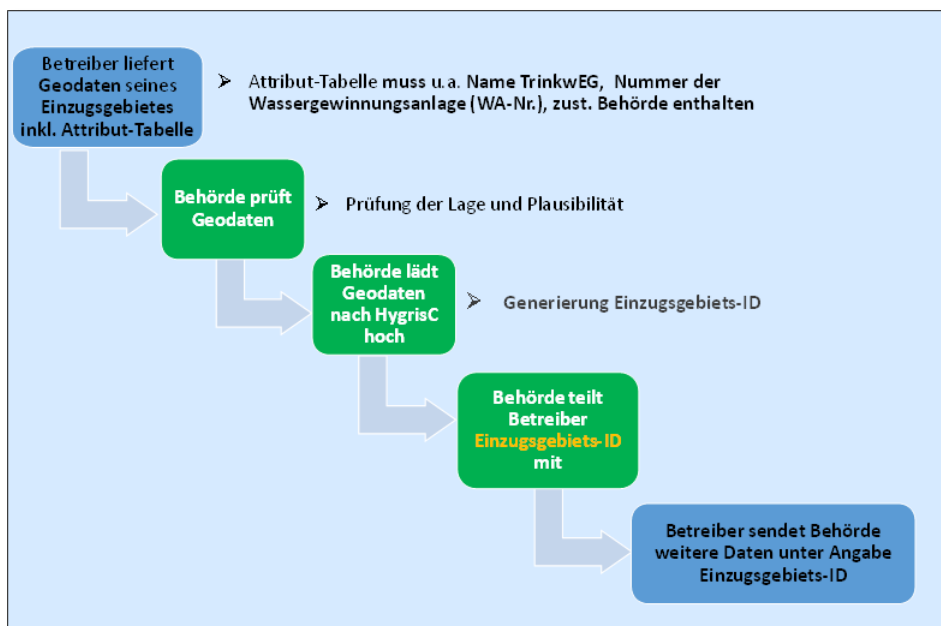 Betreiber liefert
Geodaten seines
Einzugsgebietes
inkl. Attribut-Tabelle
➢ Attribut-Tabelle muss u.a. Name TrinkwEG, Nummer der
Wassergewinnungsanlage (WA-Nr.), zust. Behörde enthalten
Behörde prüft
Geodaten
➢ Prüfung der Lage und Plausibilität
Behörde lädt
Geodaten
nach HygrisC
hoch
➢ Generierung Einzugsgebiets-ID
Behörde teilt
Betreiber
Einzugsgebiets-ID
mit
Betreiber sendet Behörde
weitere Daten unter Angabe
Einzugsgebiets-ID